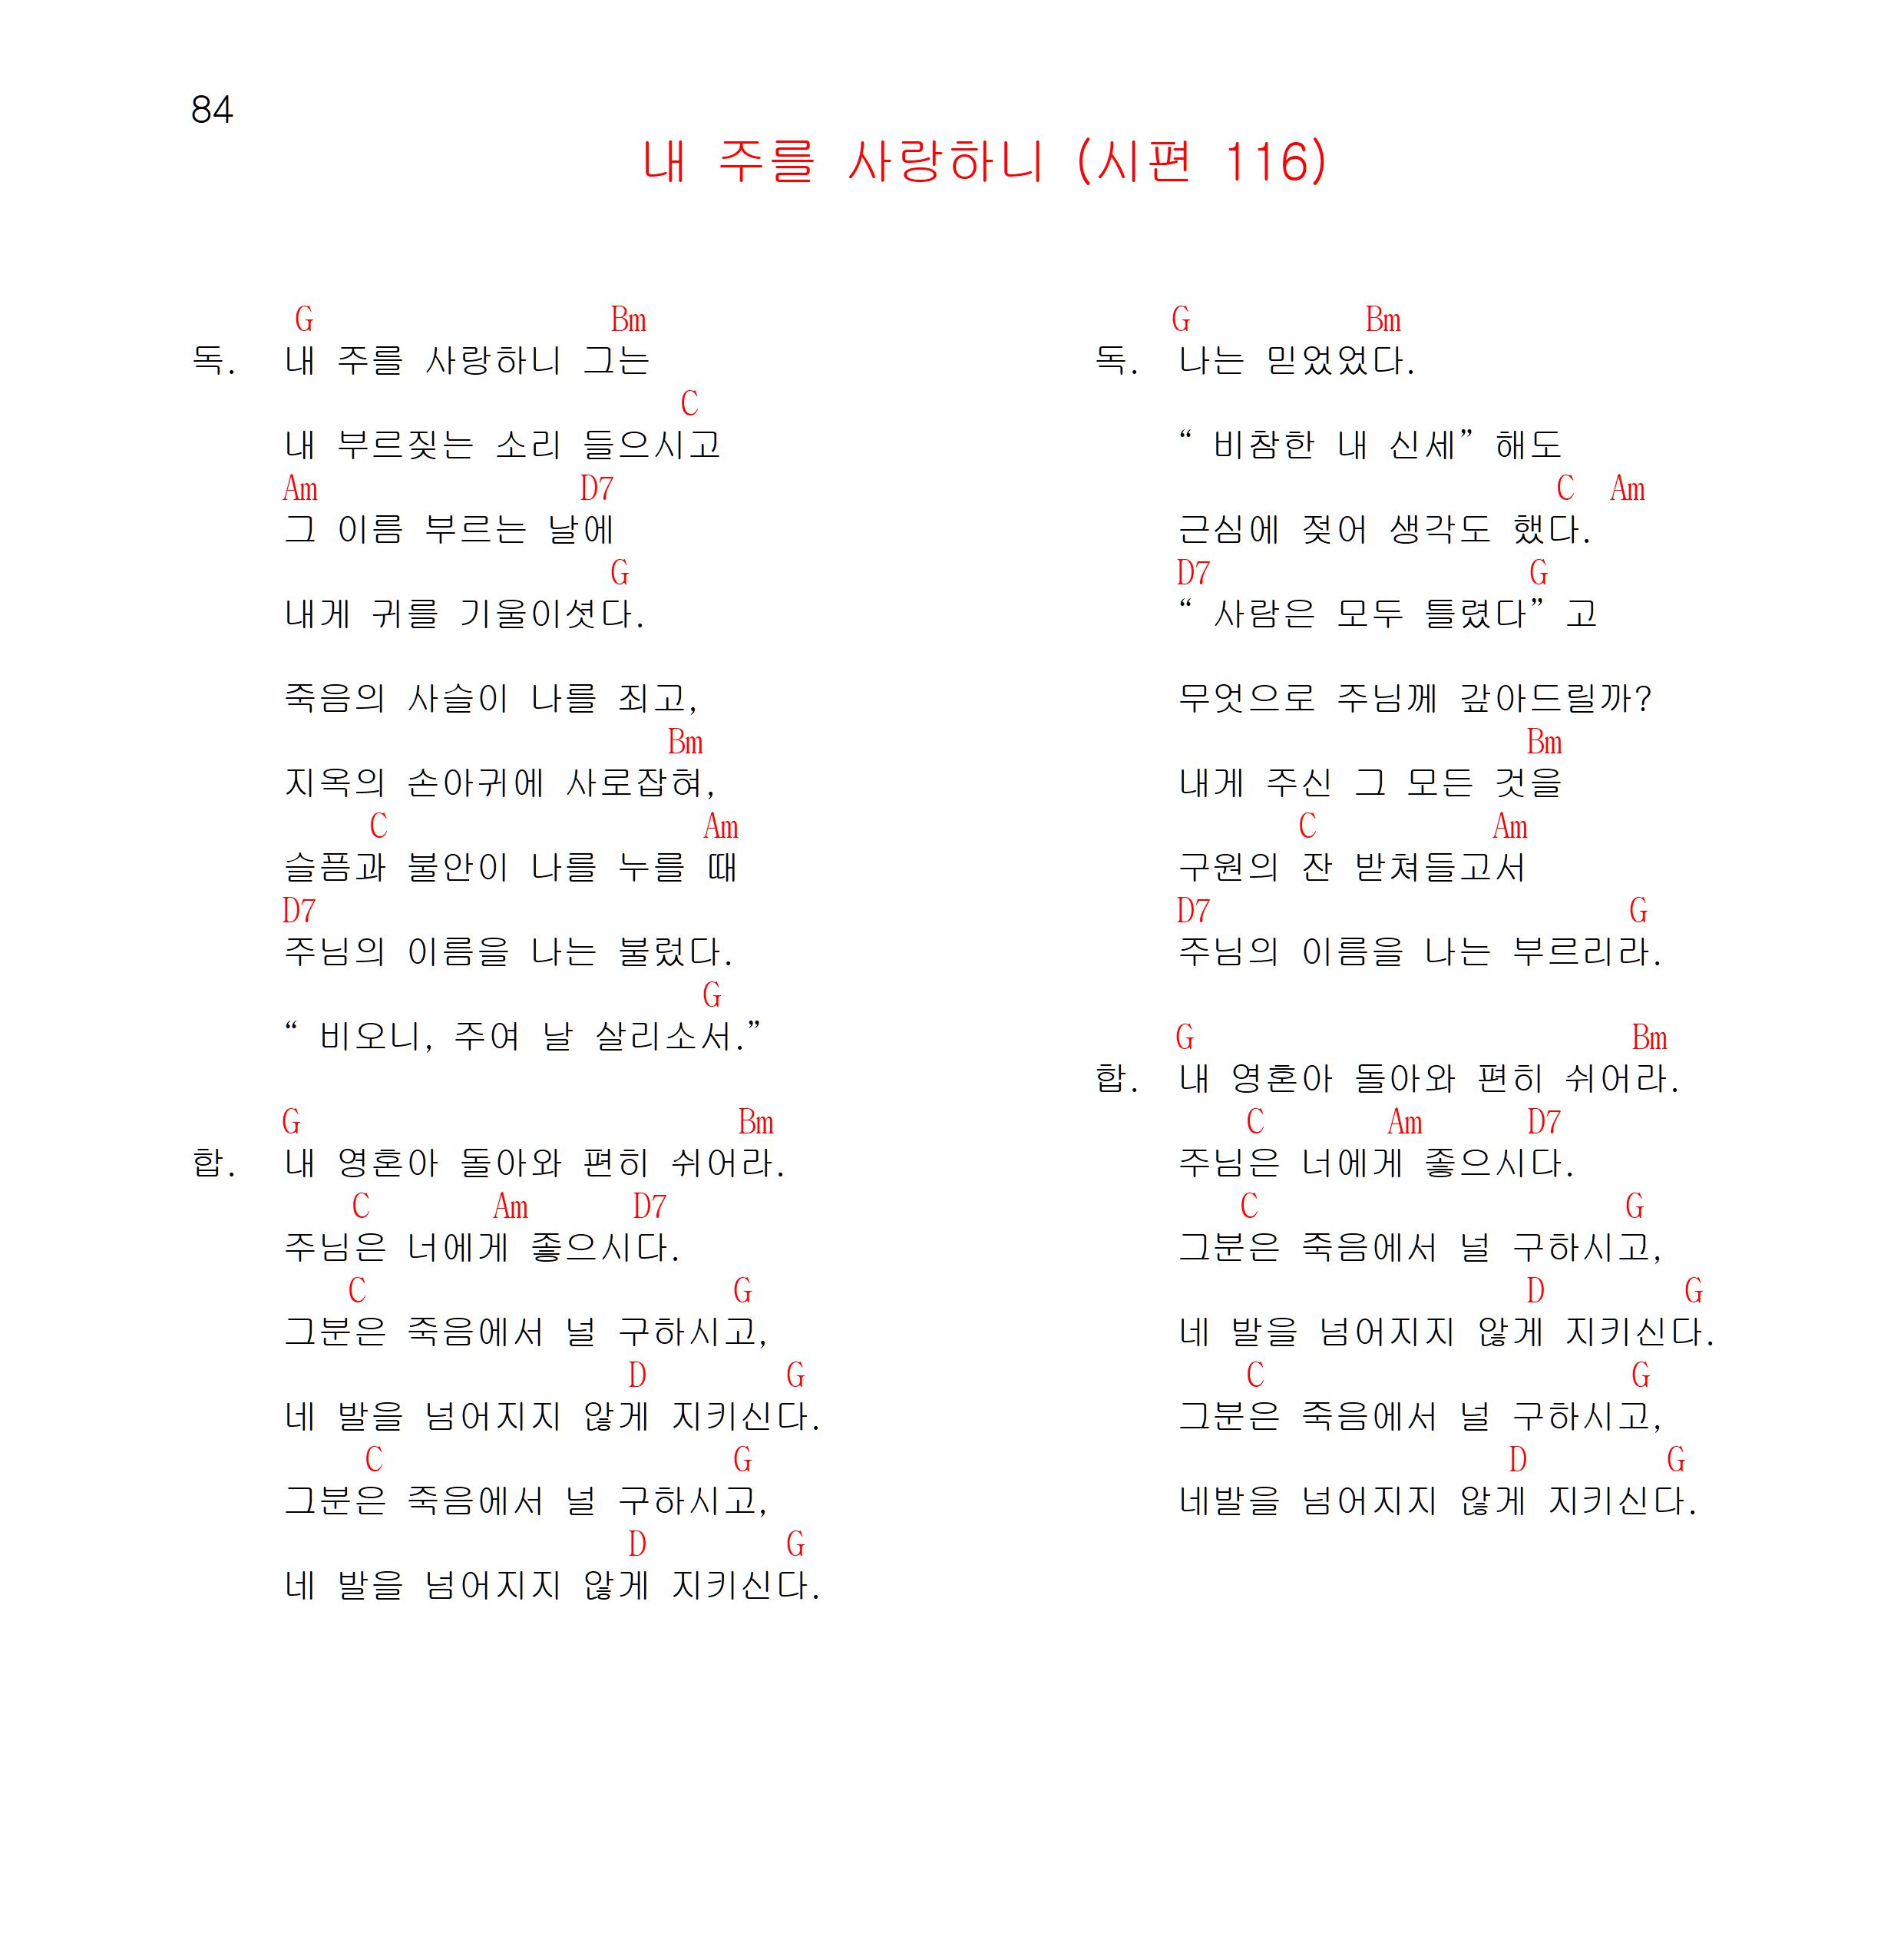 84
내 주를 사랑하니 (시편 116)
G Bm
독. 내 주를 사랑하니 그는
C
내 부르짖는 소리 들으시고
Am D7
그 이름 부르는 날에
G
내게 귀를 기울이셧다.
죽음의 사슬이 나를 죄고,
Bm
지옥의 손아귀에 사로잡혀,
C Am
슬픔과 불안이 나를 누를 때
D7
주님의 이름을 나는 불렀다.
G
“ 비오니, 주여 날 살리소서.”
G Bm
합. 내 영혼아 돌아와 편히 쉬어라.
C Am D7
주님은 너에게 좋으시다.
C G
그분은 죽음에서 널 구하시고,
D G
네 발을 넘어지지 않게 지키신다.
C G
그분은 죽음에서 널 구하시고,
D G
네 발을 넘어지지 않게 지키신다.
G Bm
독. 나는 믿었었다.
“ 비참한 내 신세” 해도
C Am
근심에 젖어 생각도 했다.
D7 G
“ 사람은 모두 틀렸다” 고
무엇으로 주님께 갚아드릴까?
Bm
내게 주신 그 모든 것을
C Am
구원의 잔 받쳐들고서
D7 G
주님의 이름을 나는 부르리라.
G Bm
합. 내 영혼아 돌아와 편히 쉬어라.
C Am D7
주님은 너에게 좋으시다.
C G
그분은 죽음에서 널 구하시고,
D G
네 발을 넘어지지 않게 지키신다.
C G
그분은 죽음에서 널 구하시고,
D G
네발을 넘어지지 않게 지키신다.